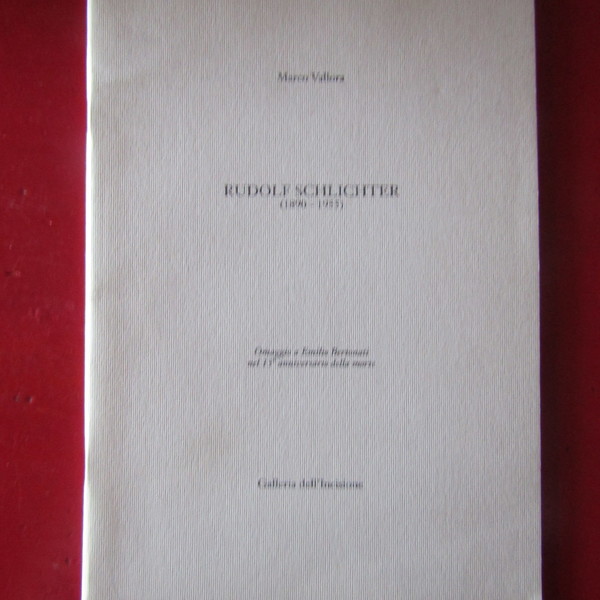 Marco Vallora
RUDOLF SCHLICHTER
(1890 - 1955)
Omaggio a Emilio Bertonati
nel 11° anniversario della morte
Galleria dell'Incisione